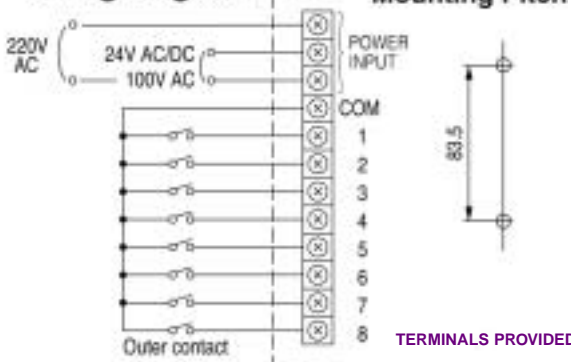 Mounting Pitch
220V
AC
24V AC/DC
100V AC
POWER
INPUT
COM
1
2
3
4
5
6
7
8
83.5
Outer contact
TERMINALS PROVIDED